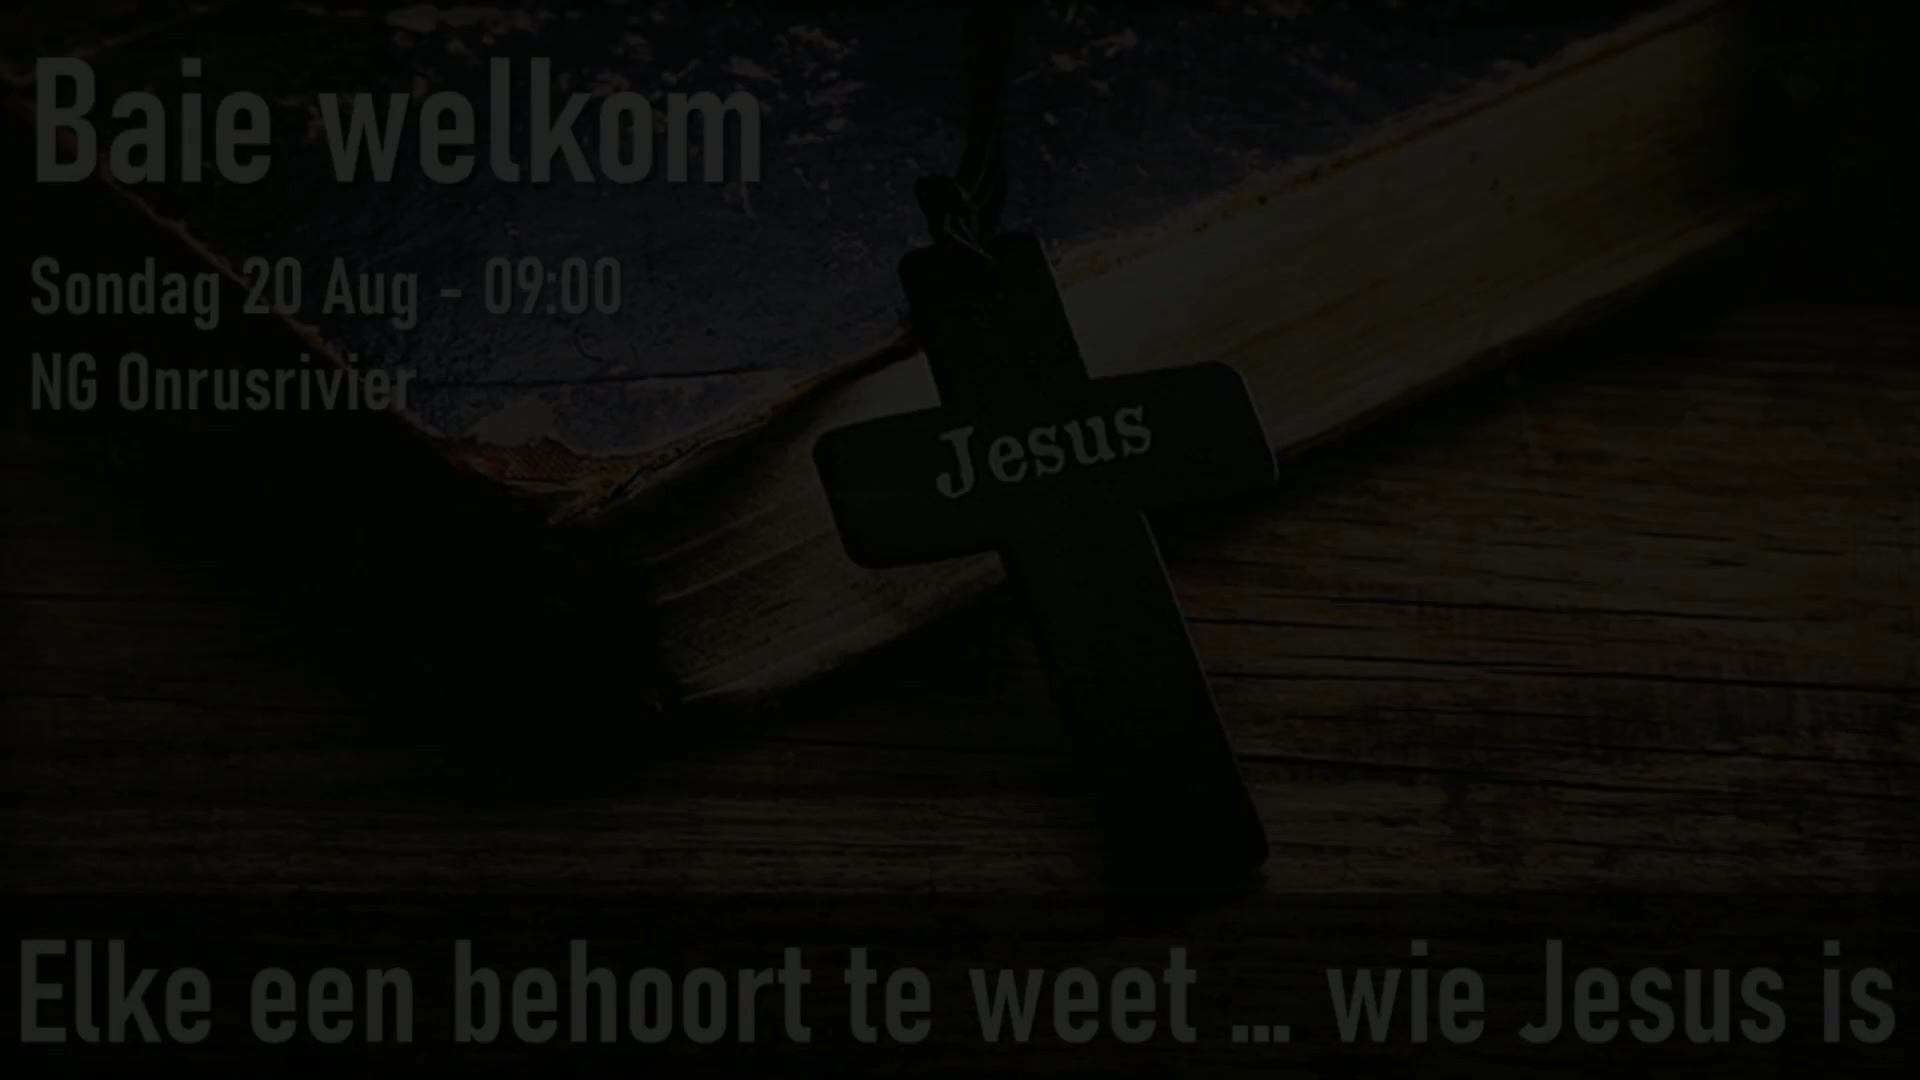 Baie welkom
Sondag 20 Aug - 09:00
NG Onrusrivier
Jesus
Elke een behoort te weet ... wie Jesus is